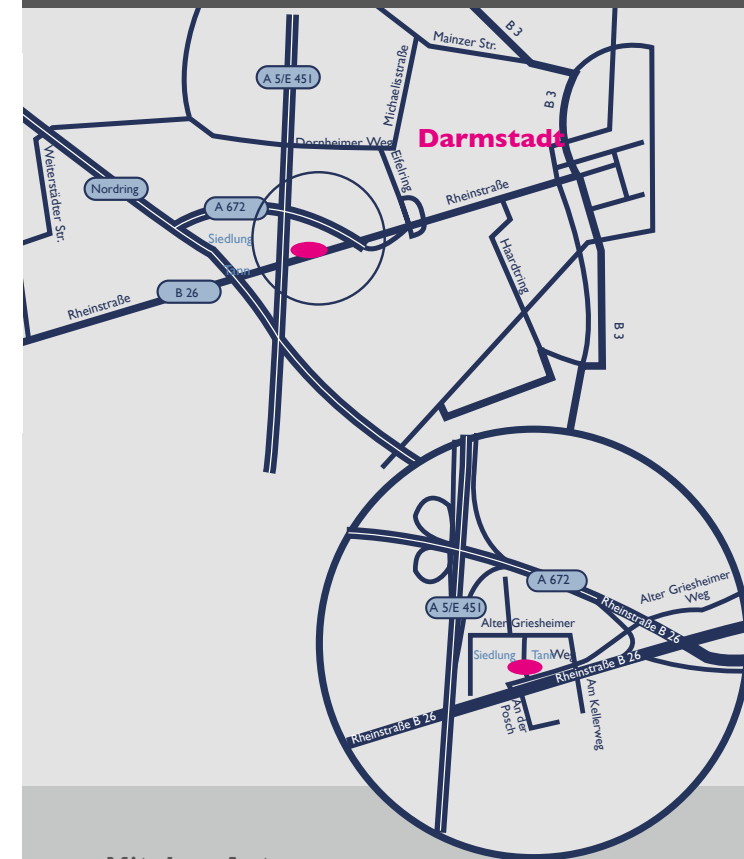 B 3
Mainzer Str.
Michaelisstraße
A 5/E 451
B 3
Dornheimer Weg
Darmstadt
Eifelring
Weiterstädter Str.
Nordring
Rheinstraße
A 672
Siedlung
Tann
Haardtring
B 26
Rheinstraße
B 3
A 672
Alter Griesheimer
Weg
A 5/E 451
Rheinstraße B 26
Alter Griesheimer
Weg
Siedlung Tann
Rheinstraße B 26
Am Kellerweg
An der
Posch
Rheinstraße B 26